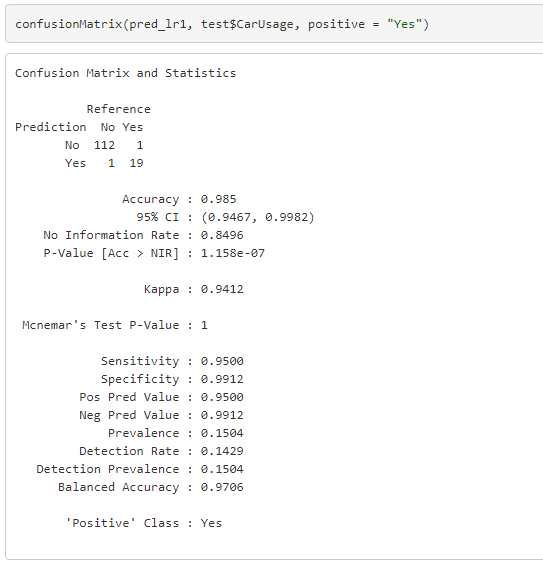 confusionMatrix(pred_lr1, test$CarUsage, positive = "Yes")
Confusion Matrix and Statistics
Reference
Prediction No Yes
No 112 1
Yes 1 19
Accuracy : 0.985
95% CI : (0.9467, 0.9982)
No Information Rate : 0.8496
P-Value [Acc > NIR] : 1.158e-07
Kappa : 0.9412
Mcnemar's Test P-Value : 1
Sensitivity : 0.9500
Specificity : 0.9912
Pos Pred Value : 0.9500
Neg Pred Value : 0.9912
Prevalence : 0.1504
Detection Rate : 0.1429
Detection Prevalence : 0.1504
Balanced Accuracy : 0.9706
'Positive' Class : Yes